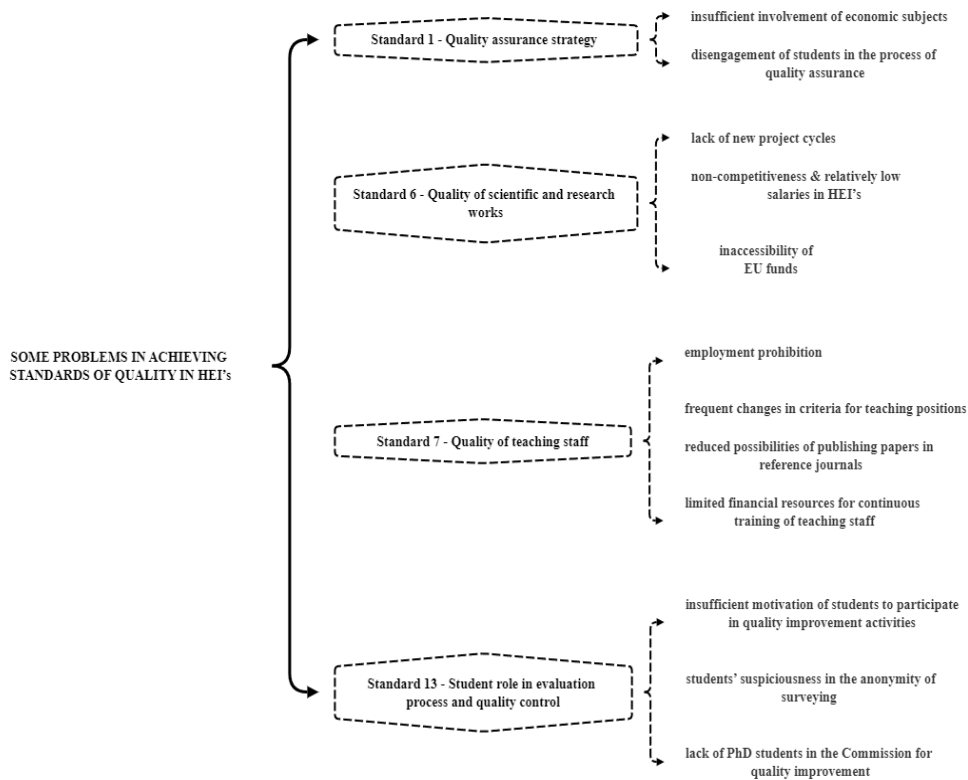 SOME PROBLEMS IN ACHIEVING
STANDARDS OF QUALITY IN HEI's
Standard 1 - Quality assurance strategy
insufficient involvement of economic subjects
disengagement of students in the process of
quality assurance
Standard 6 - Quality of scientific and research
works
lack of new project cycles
non-competitiveness & relatively low
salaries in HEI's
inaccessibility of
EU funds
Standard 7 - Quality of teaching staff
employment prohibition
frequent changes in criteria for teaching positions
reduced possibilities of publishing papers in
reference journals
limited financial resources for continuous
training of teaching staff
Standard 13 - Student role in evaluation
process and quality control
insufficient motivation of students to participate
in quality improvement activities
students' suspiciousness in the anonymity of
surveying
lack of PhD students in the Commission for
quality improvement